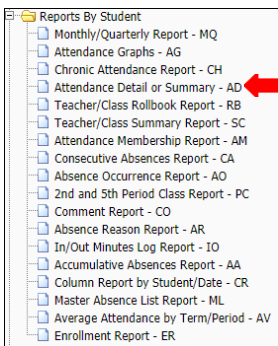 Reports By Student
Monthly/Quarterly Report - MQ
Attendance Graphs - AG
Chronic Attendance Report - CH
Attendance Detail or Summary - AD
Teacher/Class Rollbook Report - RB
Teacher/Class Summary Report - SC
Attendance Membership Report - AM
Consecutive Absences Report - CA
Absence Occurrence Report - AO
2nd and 5th Period Class Report - PC
Comment Report - CO
Absence Reason Report - AR
In/Out Minutes Log Report - IO
Accumulative Absences Report - AA
Column Report by Student/Date - CR
Master Absence List Report - ML
Average Attendance by Term/Period - AV
Enrollment Report - ER